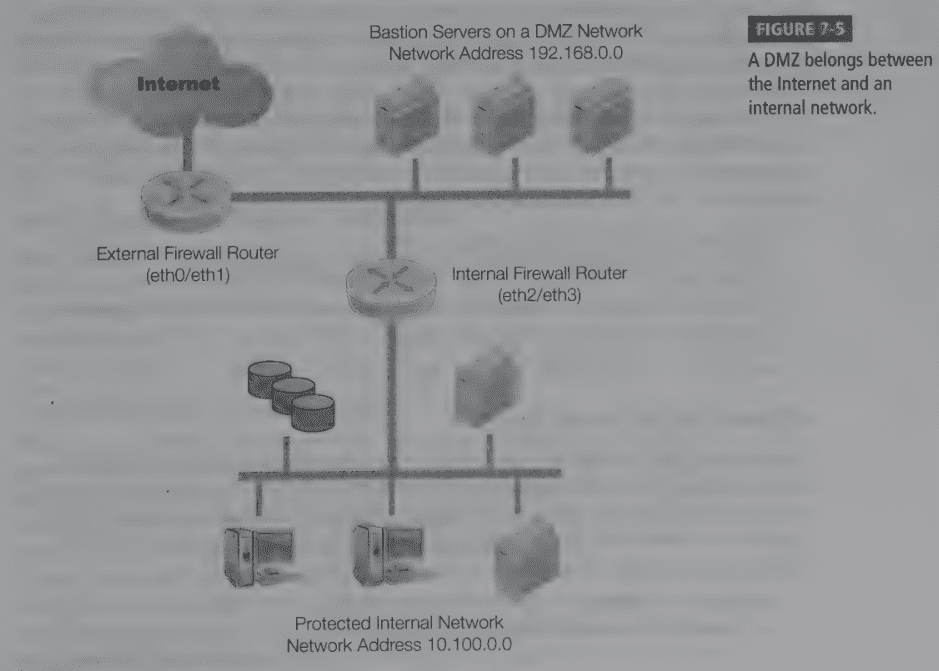 Bastion Servers on a DMZ Network
Network Address 192.168.0.0
FIGURE 7-5
A DMZ belongs between
the Internet and an
internal network.
Internet
External Firewall Router
(eth0/eth1)
Internal Firewall Router
(eth2/eth3)
Protected Internal Network
Network Address 10.100.0.0